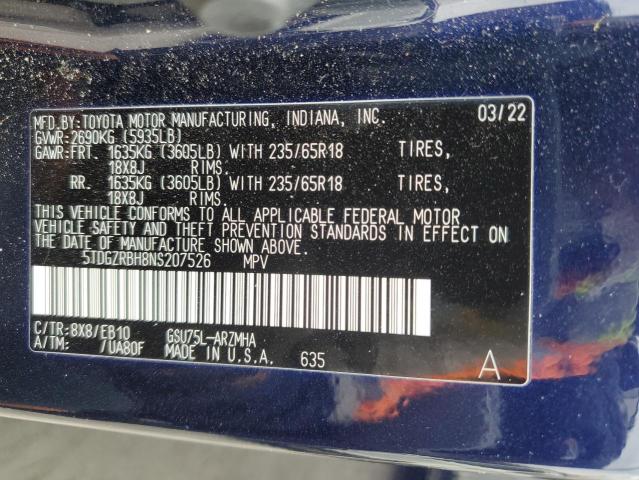 MFD.BY:TOYOTA MOTOR MANUFACTURING, INDIANA, INC. 03/22
GVWR:2690KG (5935LB)
GAWR:FRT. 1635KG (3605LB) WITH 235/65R18 TIRES,
18X8J RIMS.
RR. 1635KG (3605LB) WITH 235/65R18 TIRES,
18X8J RIMS.
THIS VEHICLE CONFORMS TO ALL APPLICABLE FEDERAL MOTOR
VEHICLE SAFETY AND THEFT PREVENTION STANDARDS IN EFFECT ON
THE DATE OF MANUFACTURE SHOWN ABOVE.
5TDGZRBH8NS207526 MPV
C/TR:8X8/EB10 GSU75L-ARZMHA
A/TM: /UA80F MADE IN U.S.A. 635 A